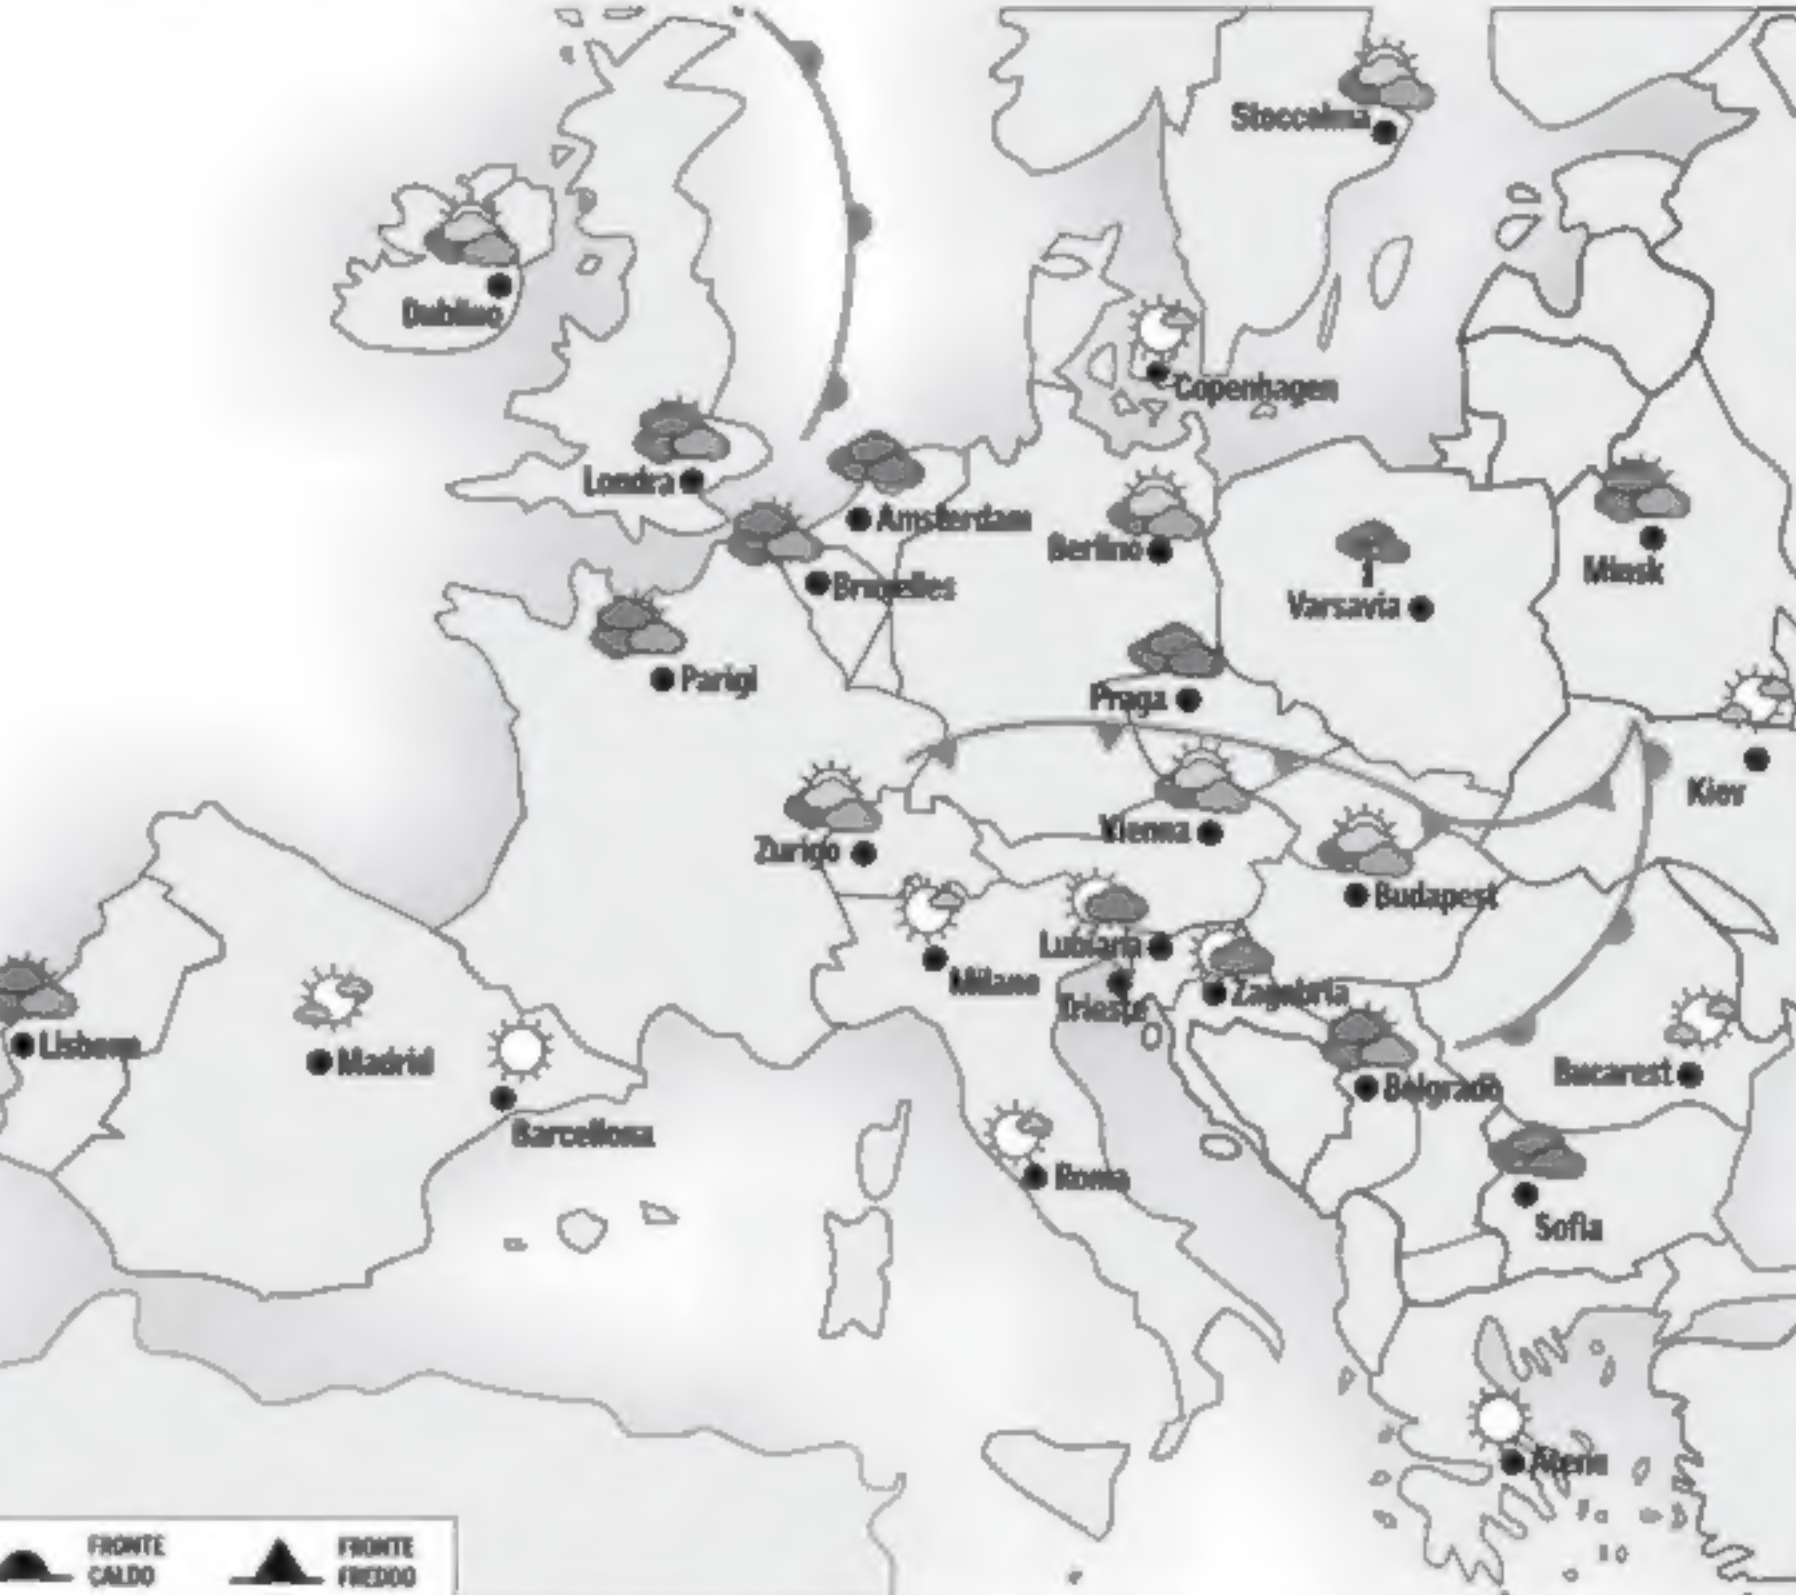 Stoccolma
Dublino
Copenhagen
Londra
Amsterdam
Berlino
Minsk
Bruxelles
Varsavia
Parigi
Praga
Kiev
Vienna
Zurigo
Budapest
Lubiana
Milano
Zagabria
Trieste
Lisbona
Madrid
Bucarest
Belgrado
Barcellona
Roma
Sofia
Atene
FRONTE
CALDO
FRONTE
FREDDO